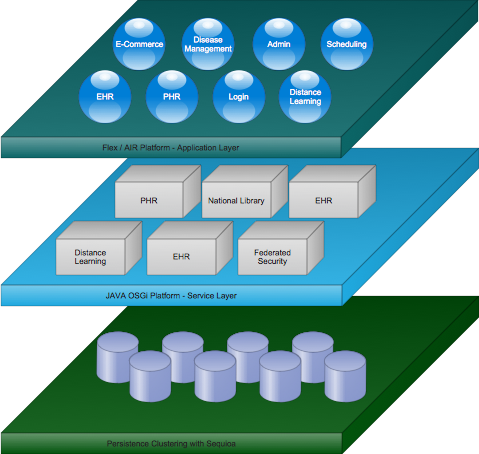 E-Commerce
Disease
Management
Admin
Scheduling
EHR
PHR
Login
Distance
Learning
Flex / AIR Platform - Application Layer
PHR
National Library
EHR
Distance
Learning
EHR
Federated
Security
JAVA OSGi Platform - Service Layer
Persistence Clustering with Sequioa